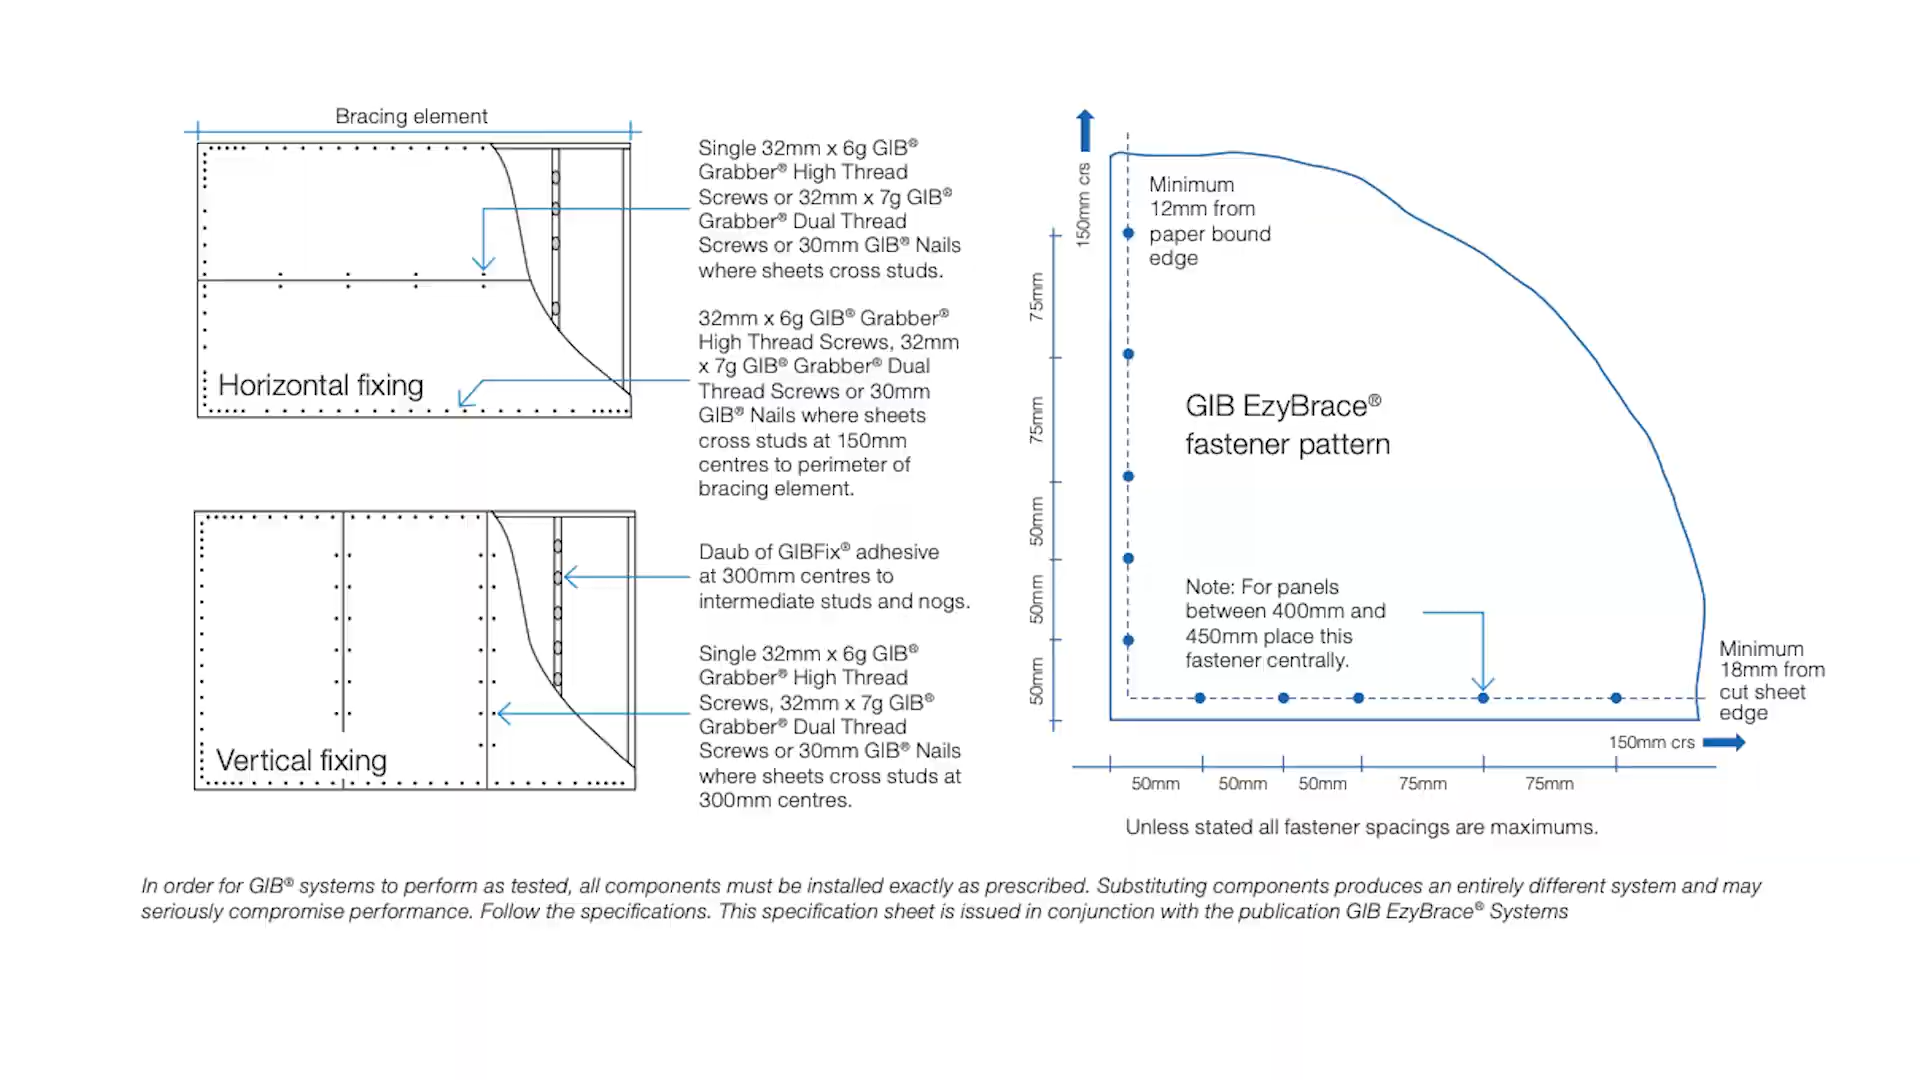 Bracing element
Single 32mm x 6g GIB®
Grabber® High Thread
Screws or 32mm x 7g GIB®
Grabber® Dual Thread
Screws or 30mm GIB® Nails
where sheets cross studs.
32mm x 6g GIB® Grabber®
High Thread Screws, 32mm
x 7g GIB® Grabber® Dual
Thread Screws or 30mm
GIB® Nails where sheets
cross studs at 150mm
centres to perimeter of
bracing element.
Horizontal fixing
Daub of GIBFix® adhesive
at 300mm centres to
intermediate studs and nogs.
Single 32mm x 6g GIB®
Grabber® High Thread
Screws, 32mm x 7g GIB®
Grabber® Dual Thread
Screws or 30mm GIB® Nails
where sheets cross studs at
300mm centres.
Vertical fixing
150mm crs
75mm
75mm
50mm
50mm
50mm
Minimum
12mm from
paper bound
edge
GIB EzyBrace®
fastener pattern
Note: For panels
between 400mm and
450mm place this
fastener centrally.
Minimum
18mm from
cut sheet
edge
150mm crs
50mm
50mm
50mm
75mm
75mm
Unless stated all fastener spacings are maximums.
In order for GIB® systems to perform as tested, all components must be installed exactly as prescribed. Substituting components produces an entirely different system and may
seriously compromise performance. Follow the specifications. This specification sheet is issued in conjunction with the publication GIB EzyBrace® Systems